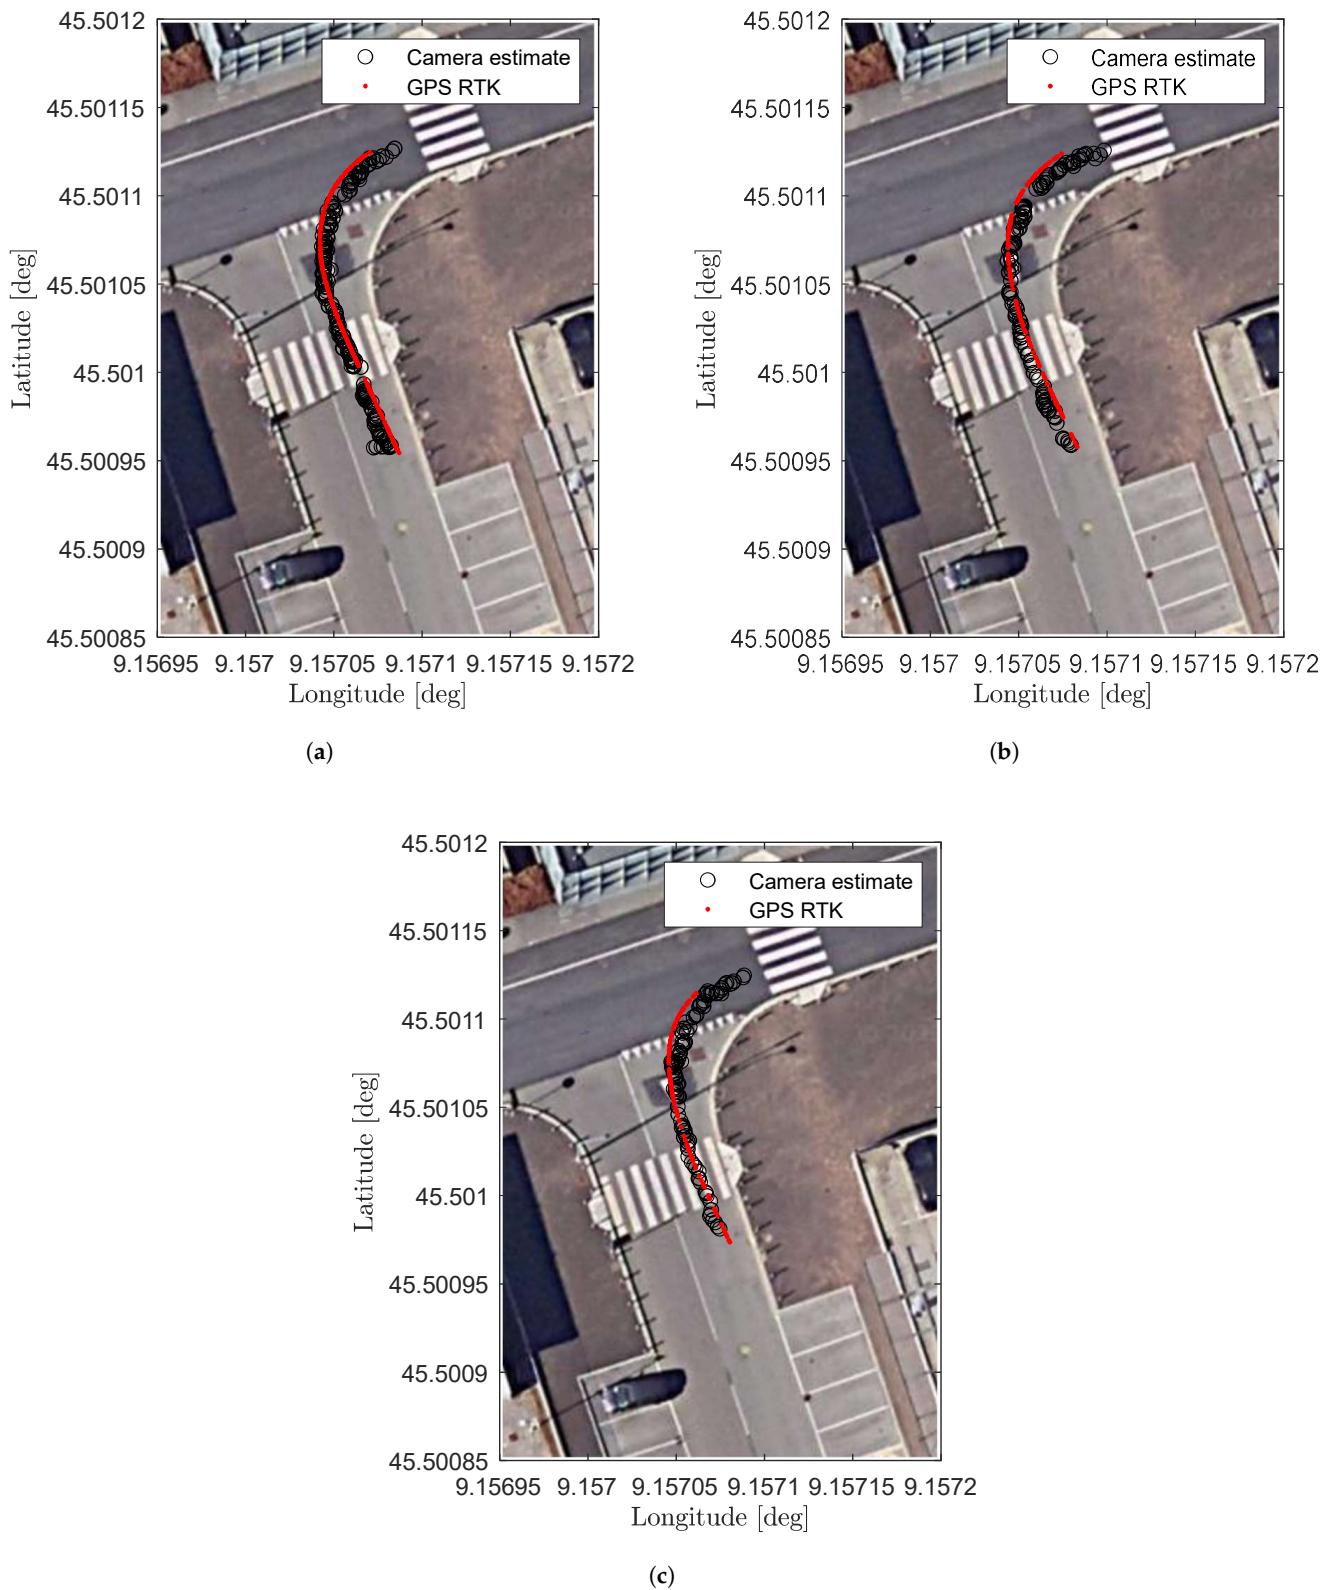 45.5012
45.50115
45.5011
45.50105
45.501
45.50095
45.5009
45.50085
Latitude [deg]
Camera estimate
GPS RTK
9.15695 9.157 9.15705 9.1571 9.15715 9.1572
Longitude [deg]
(a)
45.5012
45.50115
45.5011
45.50105
45.501
45.50095
45.5009
45.50085
Latitude [deg]
Camera estimate
GPS RTK
9.15695 9.157 9.15705 9.1571 9.15715 9.1572
Longitude [deg]
(b)
45.5012
45.50115
45.5011
45.50105
45.501
45.50095
45.5009
45.50085
Latitude [deg]
Camera estimate
GPS RTK
9.15695 9.157 9.15705 9.1571 9.15715 9.1572
Longitude [deg]
(c)